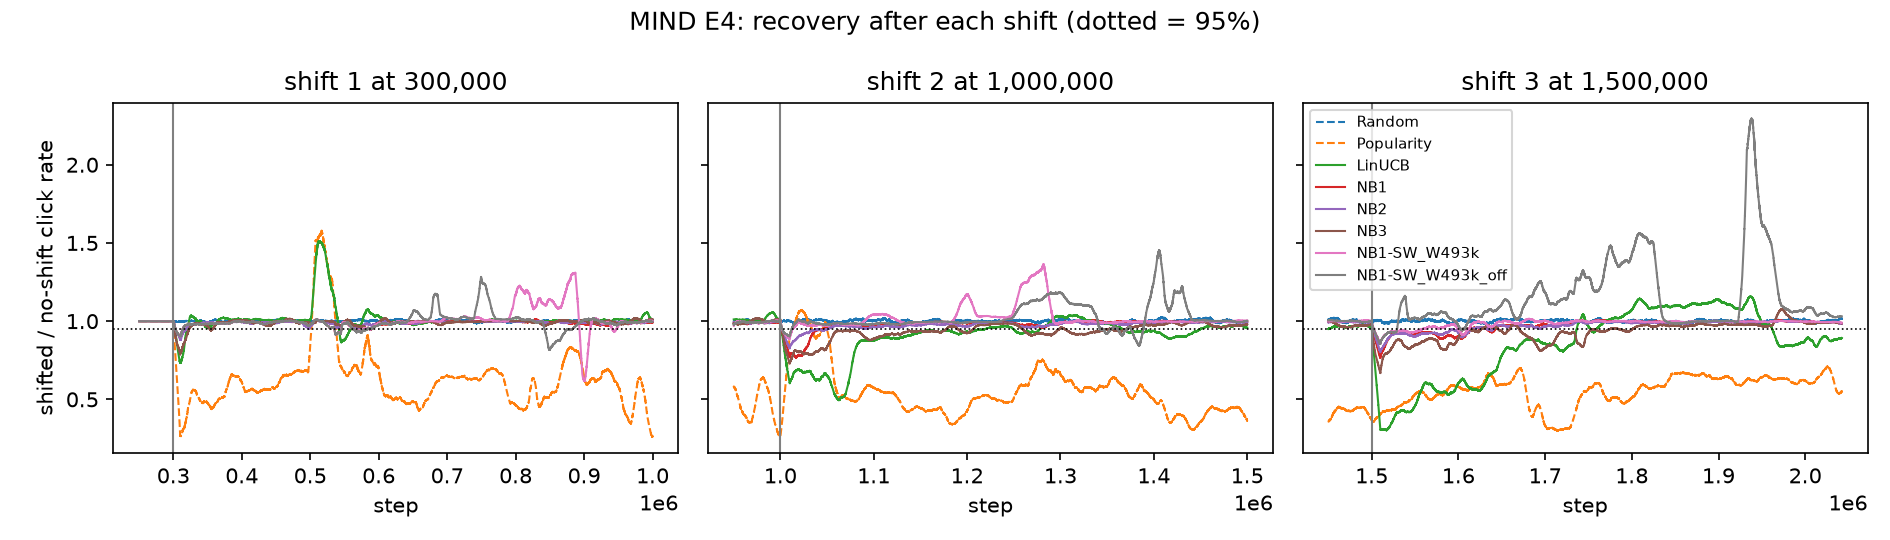 MIND E4: recovery after each shift (dotted = 95%)
shift 1 at 300,000
shift 2 at 1,000,000
shift 3 at 1,500,000
shifted / no-shift click rate
2.0
1.5
1.0
0.5
Random
Popularity
LinUCB
NB1
NB2
NB3
NB1-SW_W493k
NB1-SW_W493k_off
0.3 0.4 0.5 0.6 0.7 0.8 0.9 1.0
1e6
step
1.0 1.1 1.2 1.3 1.4 1.5
1e6
step
1.5 1.6 1.7 1.8 1.9 2.0
1e6
step